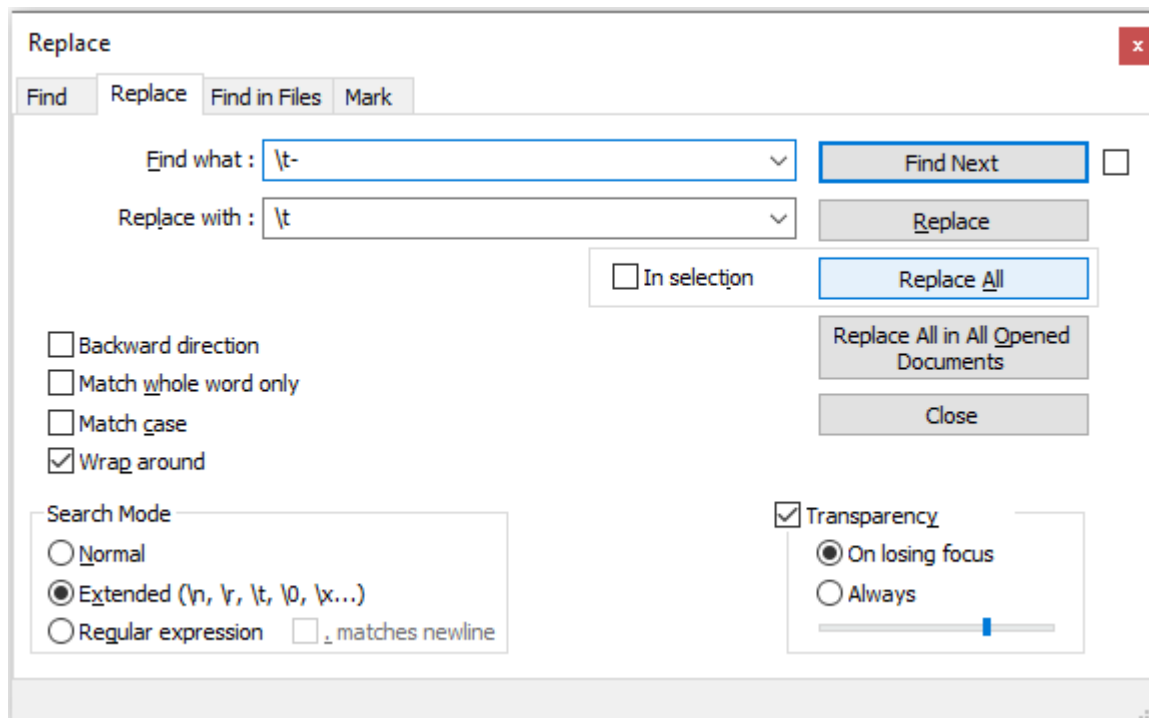 Replace
x
Find Replace Find in Files Mark
Find what : \t- Find Next
Replace with : \t Replace
In selection Replace All
Replace All in All Opened
Documents
Backward direction
Match whole word only
Match case
Close
Wrap around
Search Mode
Normal
Extended (\n, \r, \t, \0, \x...)
Regular expression . matches newline
Transparency
On losing focus
Always